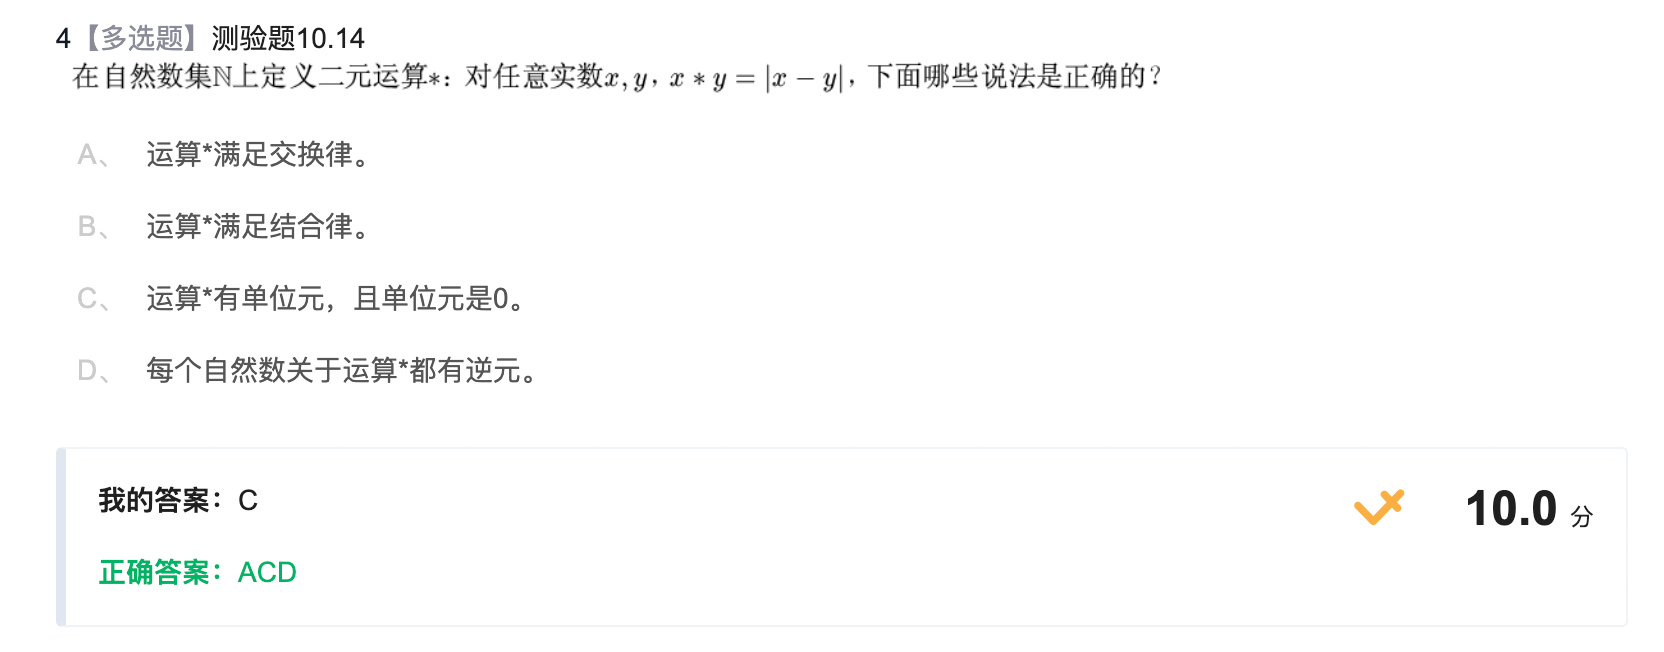 4【多选题】测验题10.14
在自然数集ℕ上定义二元运算*：对任意实数x, y，x * y = |x − y|，下面哪些说法是正确的？
A、 运算*满足交换律。
B、 运算*满足结合律。
C、 运算*有单位元，且单位元是0。
D、 每个自然数关于运算*都有逆元。
我的答案：C
10.0 分
正确答案：ACD